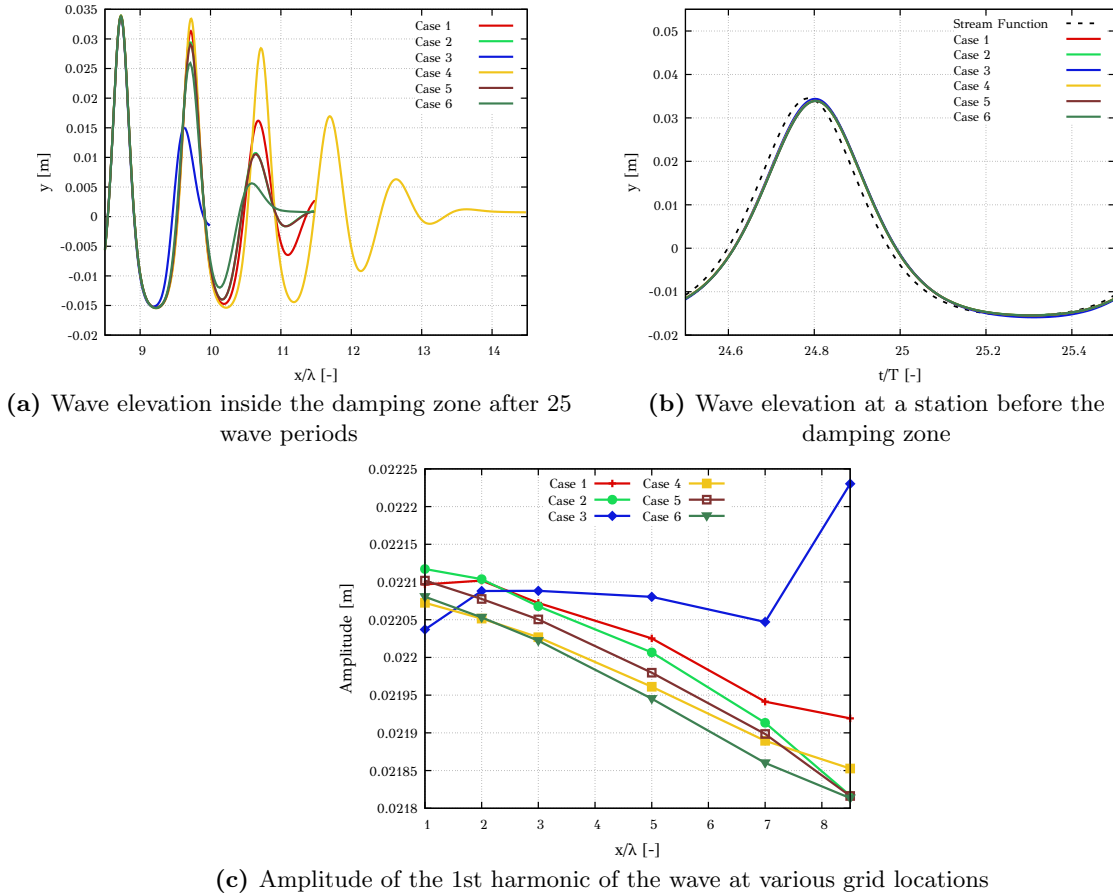 0.035
0.03
0.025
0.02
0.015
0.01
0.005
0
-0.005
-0.01
-0.015
-0.02
y [m]
9 10 11 12 13 14
x/λ [-]
Case 1
Case 2
Case 3
Case 4
Case 5
Case 6
(a) Wave elevation inside the damping zone after 25
wave periods
0.05
0.04
0.03
0.02
0.01
0
-0.01
-0.02
y [m]
24.6 24.8 25 25.2 25.4
t/T [-]
Stream Function
Case 1
Case 2
Case 3
Case 4
Case 5
Case 6
(b) Wave elevation at a station before the
damping zone
0.02225
0.0222
0.02215
0.0221
0.02205
0.022
0.02195
0.0219
0.02185
0.0218
Amplitude [m]
1 2 3 4 5 6 7 8
x/λ [-]
Case 1 Case 4
Case 2 Case 5
Case 3 Case 6
(c) Amplitude of the 1st harmonic of the wave at various grid locations